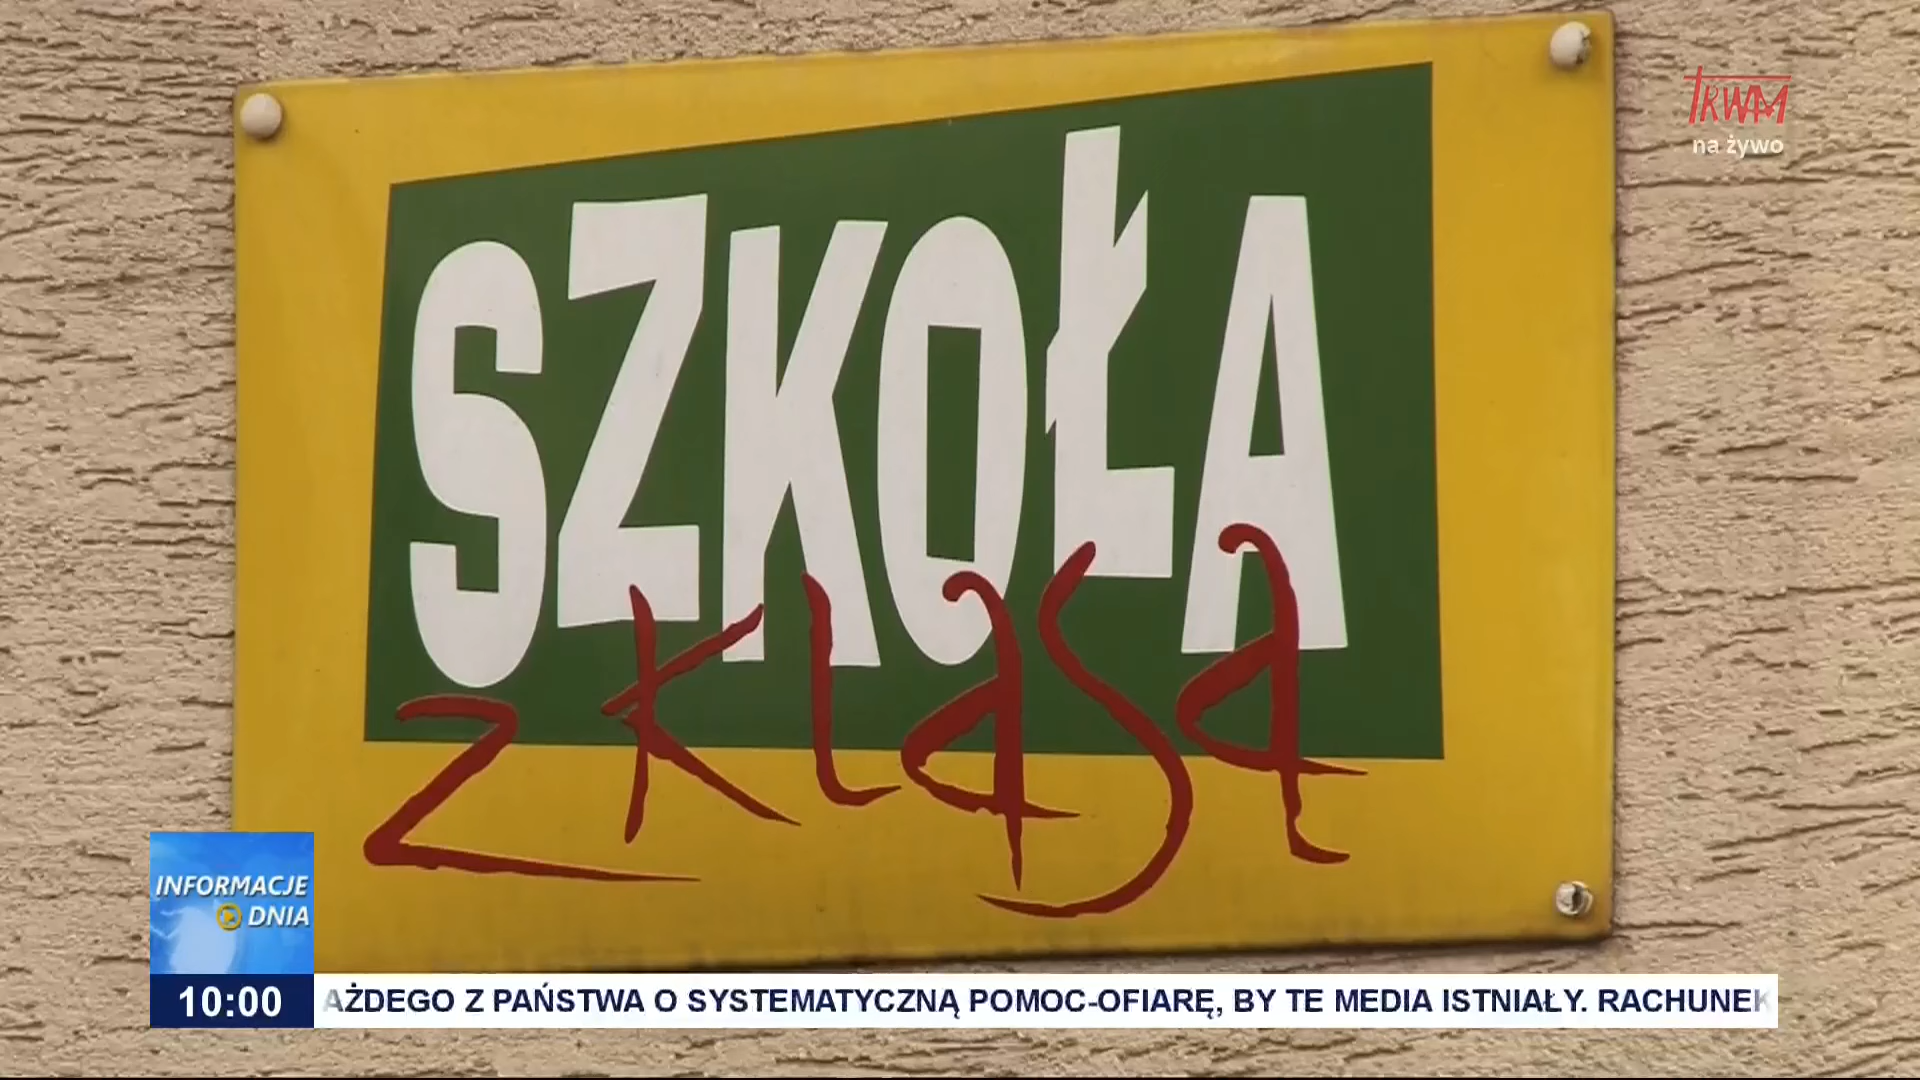 TRWAM
na żywo
SZKOŁA
z klasą
INFORMACJE
DNIA
10:00
AŻDEGO Z PAŃSTWA O SYSTEMATYCZNĄ POMOC-OFIARĘ, BY TE MEDIA ISTNIAŁY. RACHUNEK